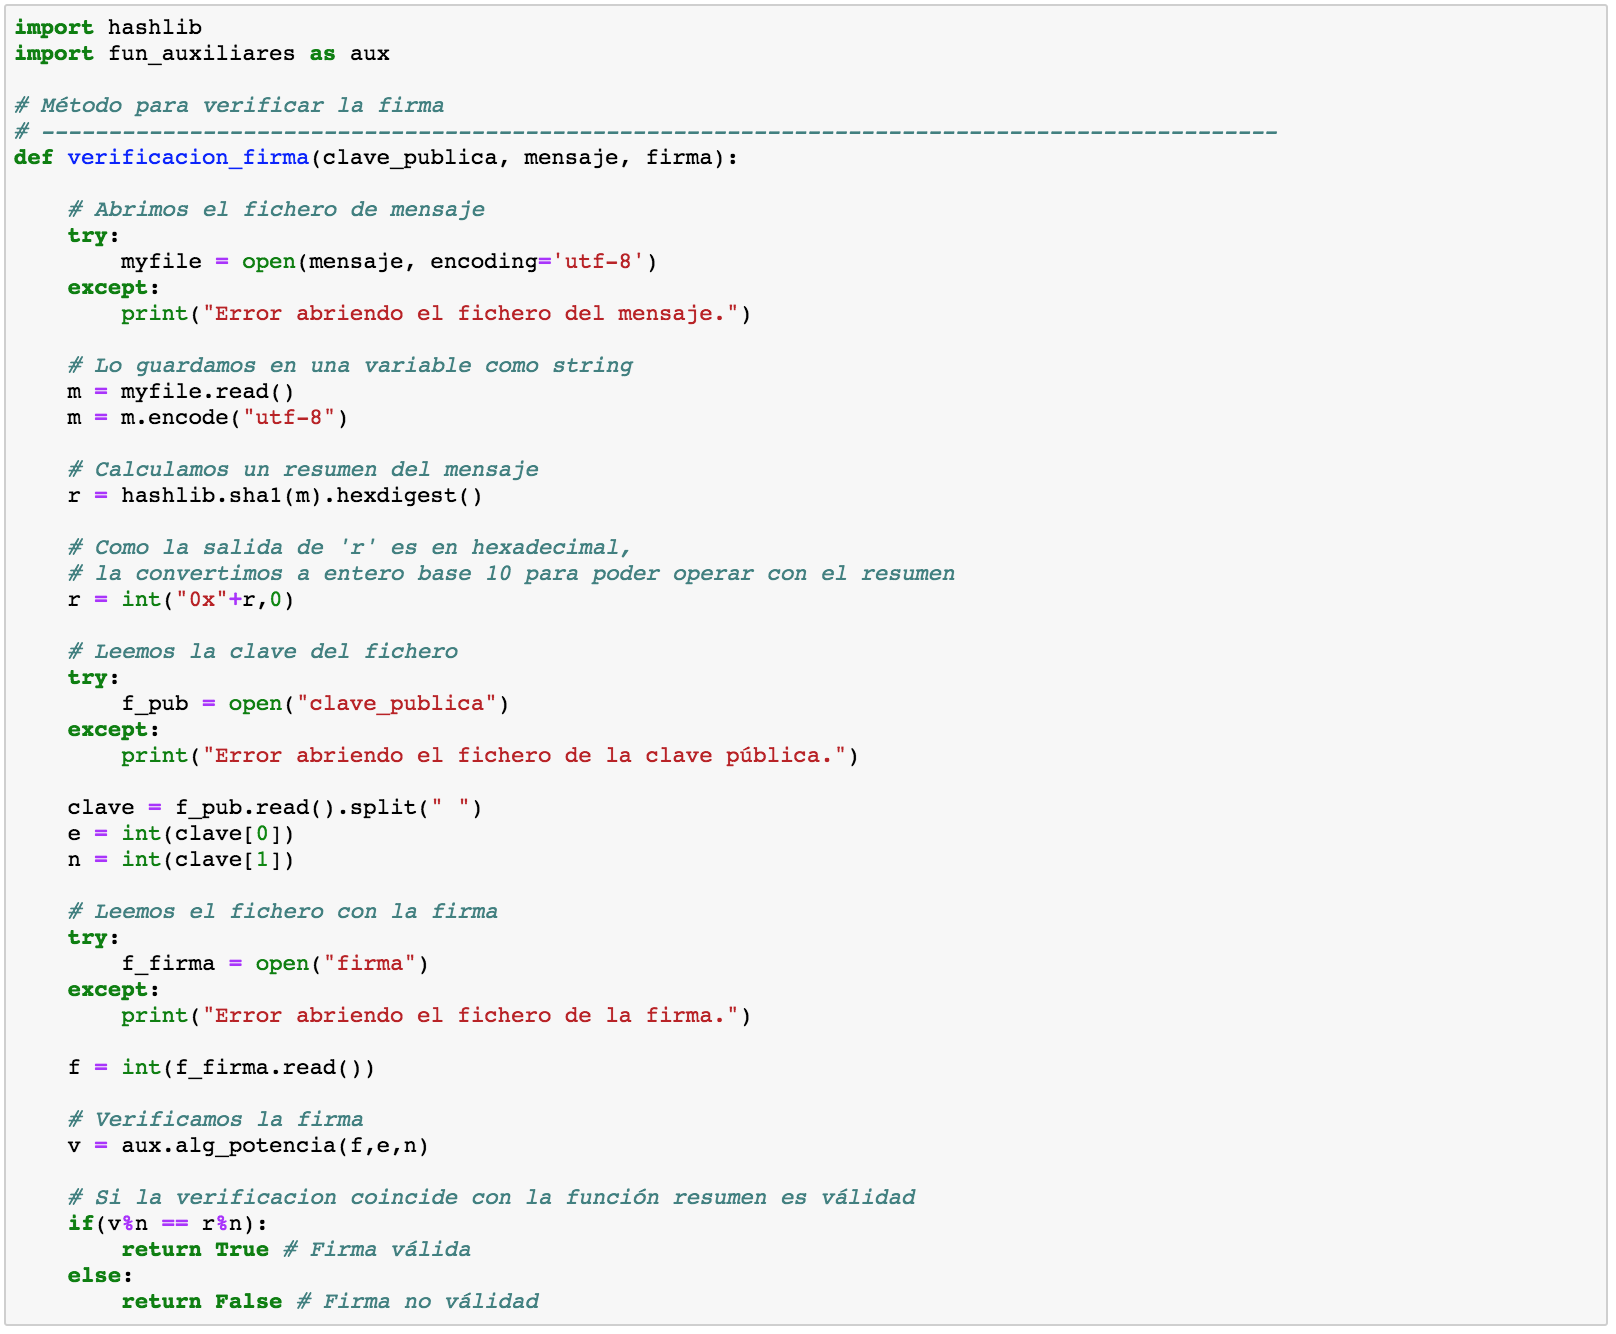 import hashlib
import fun_auxiliares as aux

# Método para verificar la firma
# --------------------------------------------------------------------------------------------
def verificacion_firma(clave_publica, mensaje, firma):

    # Abrimos el fichero de mensaje
    try:
        myfile = open(mensaje, encoding='utf-8')
    except:
        print("Error abriendo el fichero del mensaje.")

    # Lo guardamos en una variable como string
    m = myfile.read()
    m = m.encode("utf-8")

    # Calculamos un resumen del mensaje
    r = hashlib.sha1(m).hexdigest()

    # Como la salida de 'r' es en hexadecimal,
    # la convertimos a entero base 10 para poder operar con el resumen
    r = int("0x"+r,0)

    # Leemos la clave del fichero
    try:
        f_pub = open("clave_publica")
    except:
        print("Error abriendo el fichero de la clave pública.")

    clave = f_pub.read().split(" ")
    e = int(clave[0])
    n = int(clave[1])

    # Leemos el fichero con la firma
    try:
        f_firma = open("firma")
    except:
        print("Error abriendo el fichero de la firma.")

    f = int(f_firma.read())

    # Verificamos la firma
    v = aux.alg_potencia(f,e,n)

    # Si la verificacion coincide con la función resumen es válidad
    if(v%n == r%n):
        return True # Firma válida
    else:
        return False # Firma no válidad